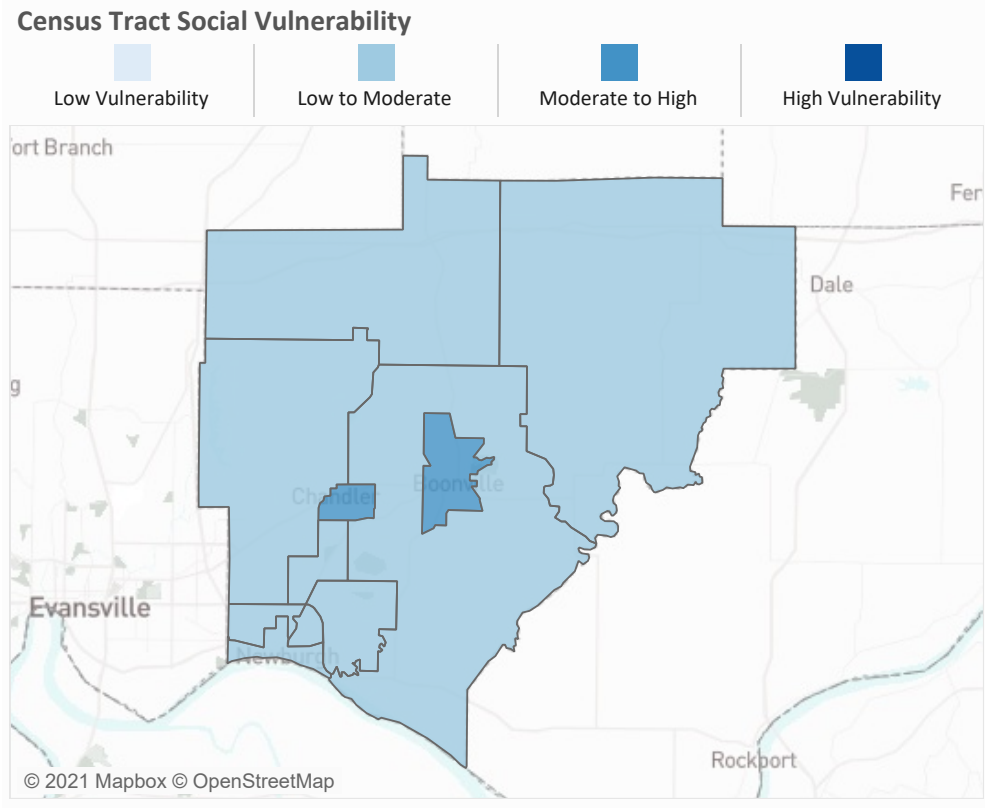 Census Tract Social Vulnerability
Low Vulnerability
Low to Moderate
Moderate to High
High Vulnerability
ort Branch
Fer
Dale
g
Boonville
Chandler
Evansville
Newburgh
Rockport
© 2021 Mapbox © OpenStreetMap